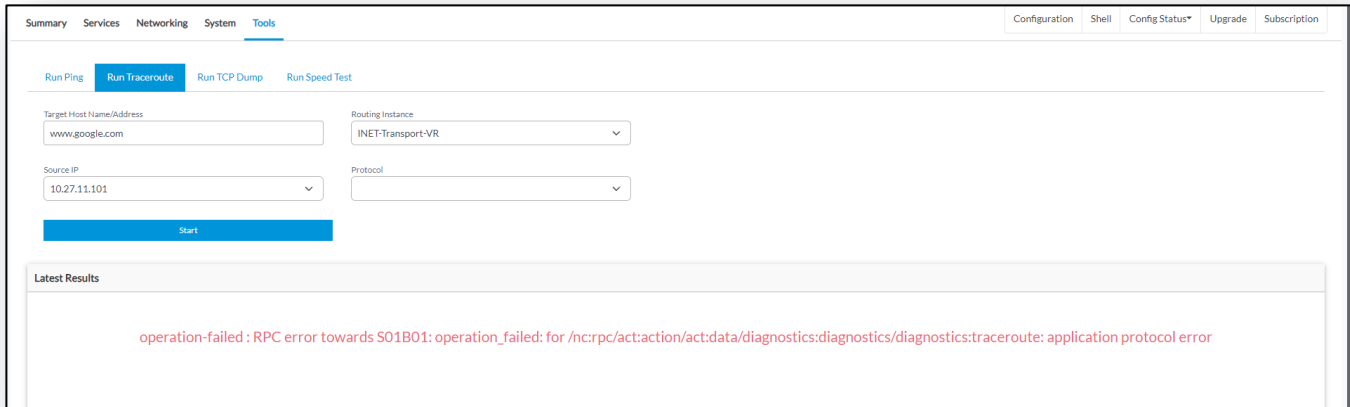 Summary Services Networking System Tools Configuration Shell Config Status Upgrade Subscription
Run Ping Run Traceroute Run TCP Dump Run Speed Test
Target Host Name/Address Routing Instance
www.google.com INET-Transport-VR
Source IP Protocol
10.27.11.101
Start
Latest Results
operation-failed : RPC error towards S01B01: operation_failed: for /nc:rpc/act:action/act:data/diagnostics:diagnostics/diagnostics:traceroute: application protocol error